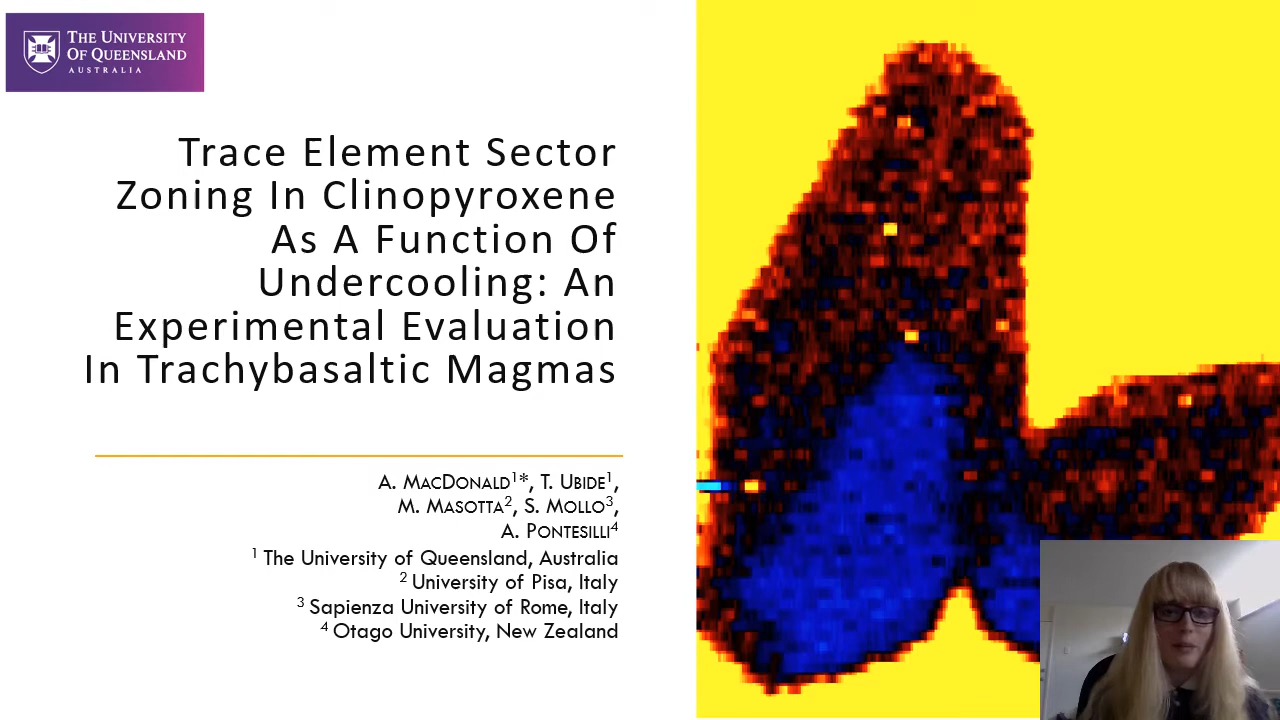 THE UNIVERSITY
OF QUEENSLAND
AUSTRALIA
Trace Element Sector
Zoning In Clinopyroxene
As A Function Of
Undercooling: An
Experimental Evaluation
In Trachybasaltic Magmas
A. MACDONALD¹*, T. UBIDE¹,
M. MASOTTA², S. MOLLO³,
A. PONTESILLI⁴
¹ The University of Queensland, Australia
² University of Pisa, Italy
³ Sapienza University of Rome, Italy
⁴ Otago University, New Zealand